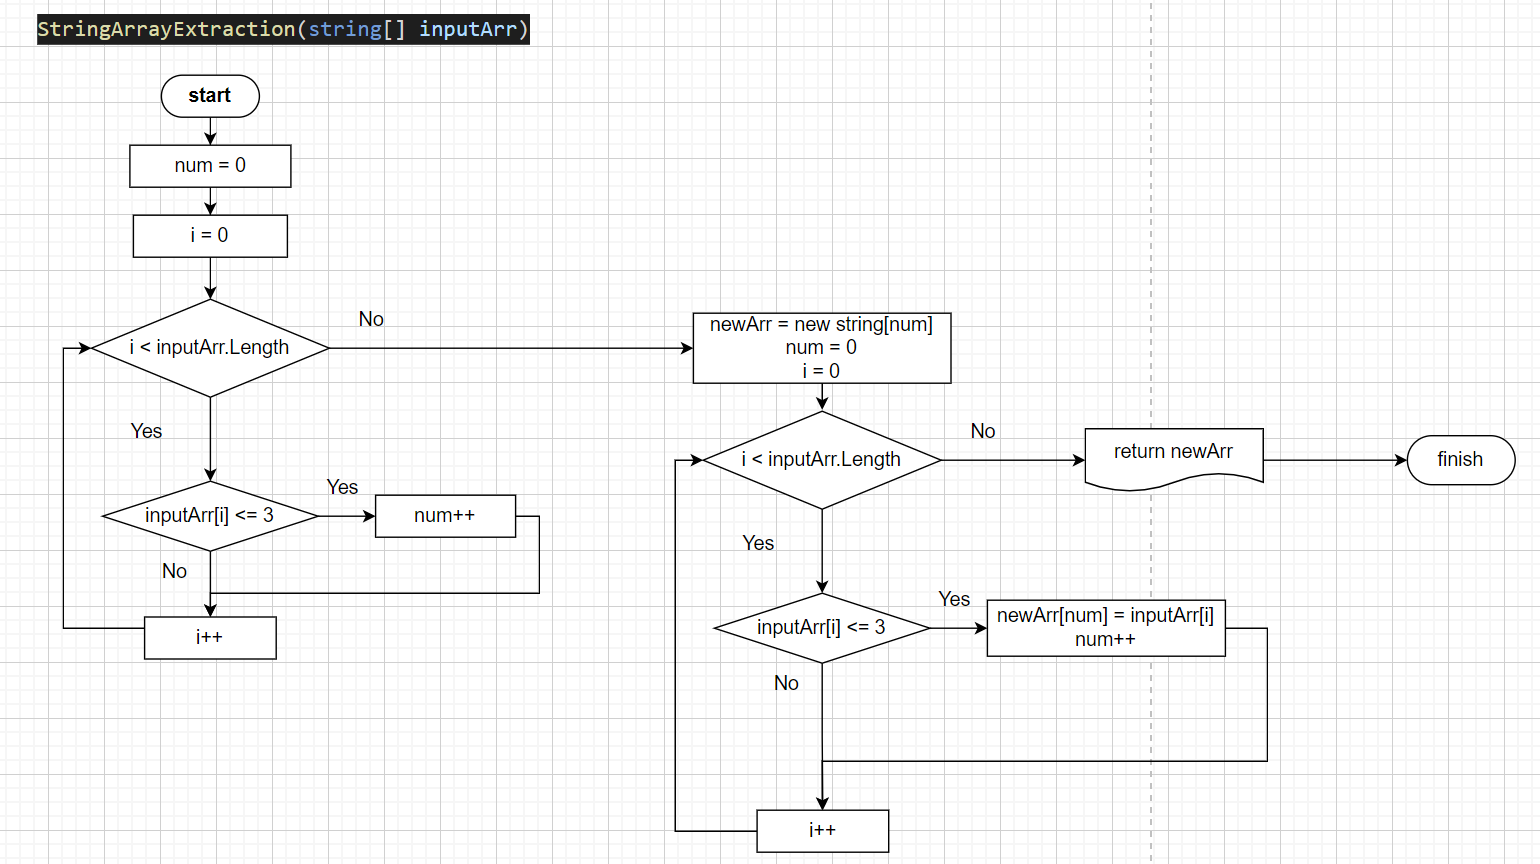 StringArrayExtraction(string[] inputArr)
start
num = 0
i = 0
i < inputArr.Length
No
Yes
inputArr[i] <= 3
Yes
num++
No
i++
newArr = new string[num]
num = 0
i = 0
i < inputArr.Length
No
return newArr
finish
Yes
inputArr[i] <= 3
Yes
newArr[num] = inputArr[i]
num++
No
i++